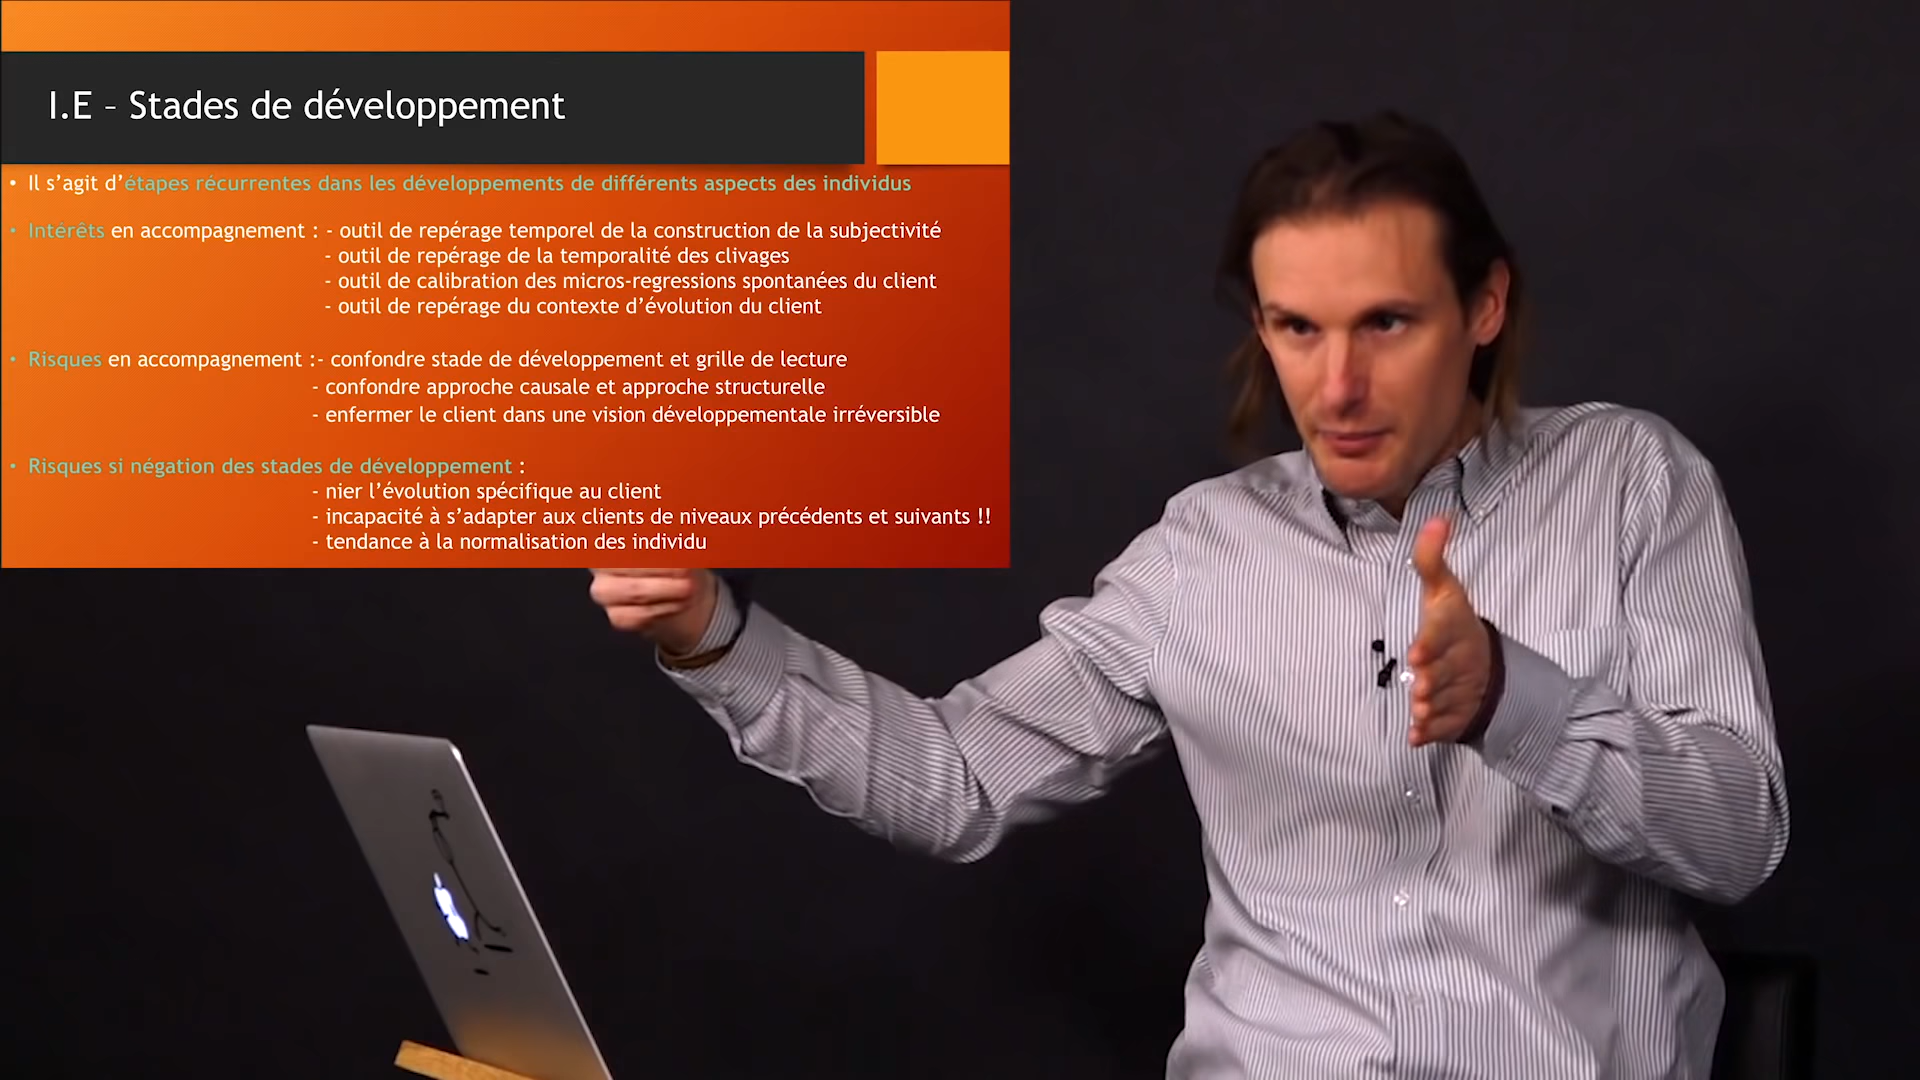 I.E – Stades de développement
• Il s’agit d’étapes récurrentes dans les développements de différents aspects des individus
• Intérêts en accompagnement : - outil de repérage temporel de la construction de la subjectivité
- outil de repérage de la temporalité des clivages
- outil de calibration des micros-regressions spontanées du client
- outil de repérage du contexte d’évolution du client
• Risques en accompagnement :- confondre stade de développement et grille de lecture
- confondre approche causale et approche structurelle
- enfermer le client dans une vision développementale irréversible
• Risques si négation des stades de développement :
- nier l’évolution spécifique au client
- incapacité à s’adapter aux clients de niveaux précédents et suivants !!
- tendance à la normalisation des individu